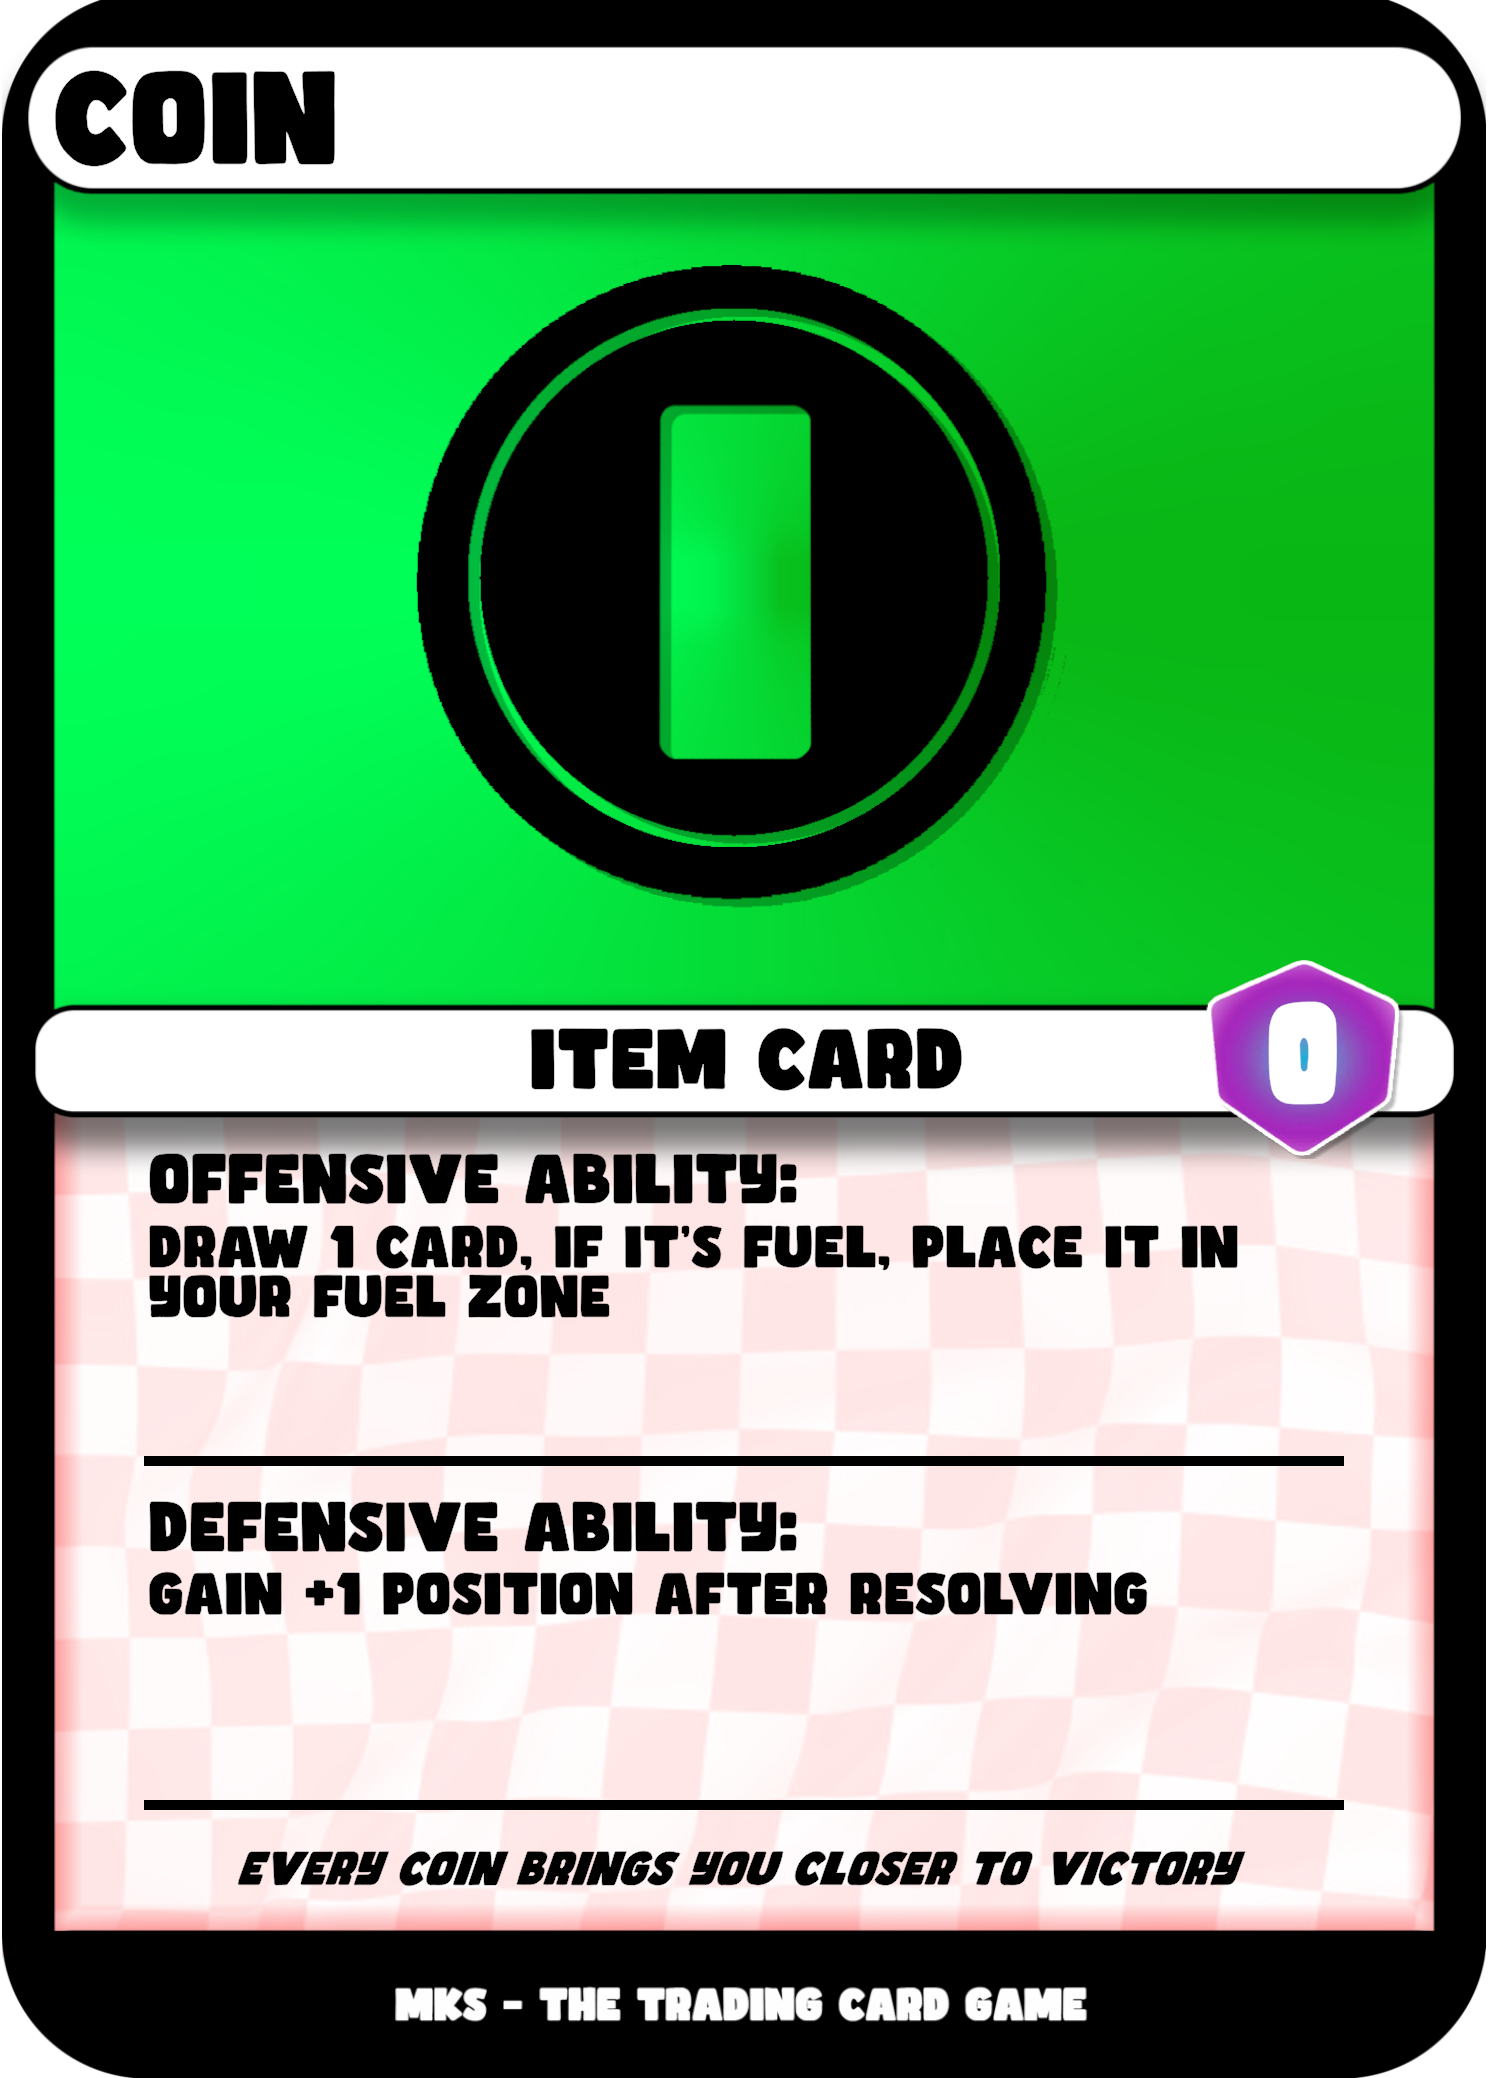 COIN
ITEM CARD
0
OFFENSIVE ABILITY:
DRAW 1 CARD, IF IT'S FUEL, PLACE IT IN
YOUR FUEL ZONE
DEFENSIVE ABILITY:
GAIN +1 POSITION AFTER RESOLVING
EVERY COIN BRINGS YOU CLOSER TO VICTORY
MKS - THE TRADING CARD GAME